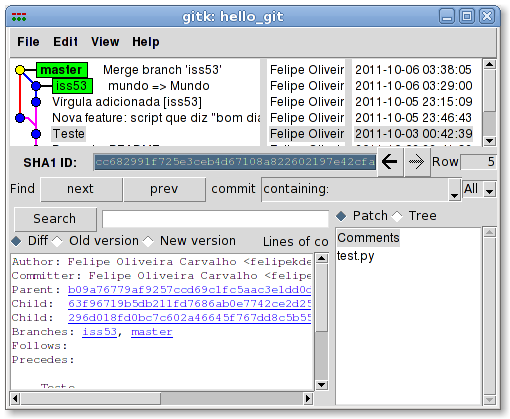 gitk: hello_git
File Edit View Help
master Merge branch 'iss53' Felipe Oliveir 2011-10-06 03:38:05
iss53 mundo => Mundo Felipe Oliveir 2011-10-06 03:29:00
Vírgula adicionada [iss53] Felipe Oliveir 2011-10-05 23:15:09
Nova feature: script que diz "bom dia Felipe Oliveir 2011-10-05 23:46:43
Teste Felipe Oliveir 2011-10-03 00:42:39
SHA1 ID: cc682991f725e3ceb4d67108a822602197e42cfa Row 5
Find next prev commit containing: All
Search
Patch Tree
Diff Old version New version Lines of co
Comments
test.py
Author: Felipe Oliveira Carvalho <felipekde
Committer: Felipe Oliveira Carvalho <felipe
Parent: b09a76779af9257ccd69c1fc5aac3e1dd0c
Child: 63f96719b5db211fd7686ab0e7742ce2d25
Child: 296d018fd0bc7c602a46645f767dd8c5b55
Branches: iss53, master
Follows:
Precedes:
Teste